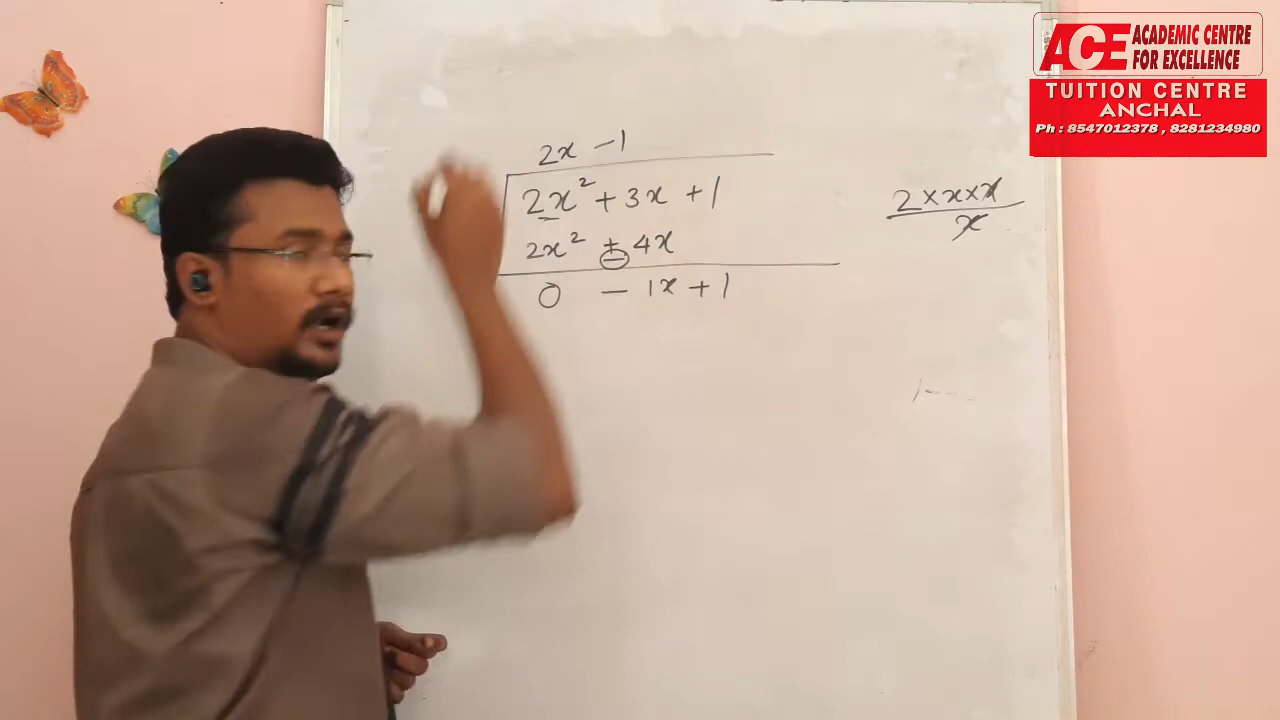 ACE ACADEMIC CENTRE
FOR EXCELLENCE
TUITION CENTRE
ANCHAL
Ph : 8547012378 , 8281234980
2x - 1
2x² + 3x + 1
2x² ± 4x
0 - 1x + 1
2 × x × x
x